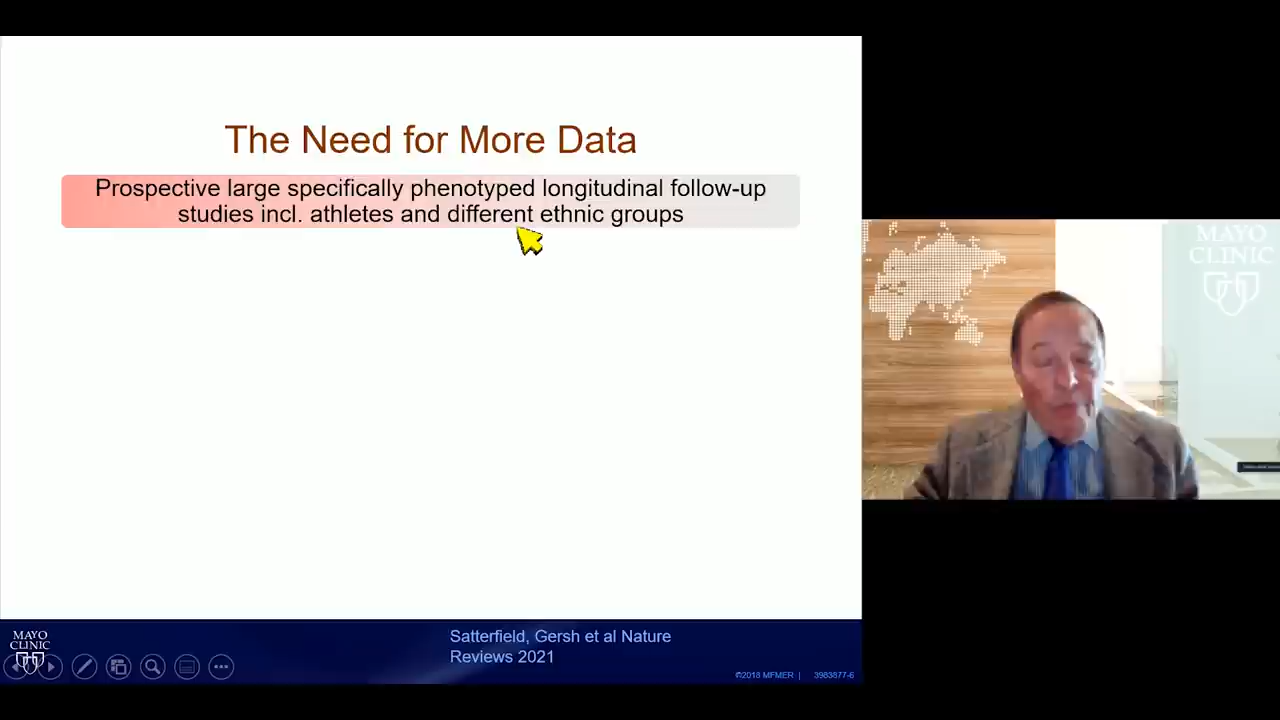 The Need for More Data
Prospective large specifically phenotyped longitudinal follow-up
studies incl. athletes and different ethnic groups
MAYO
CLINIC
MAYO
CLINIC
Satterfield, Gersh et al Nature
Reviews 2021
©2018 MFMER | 3983877-6